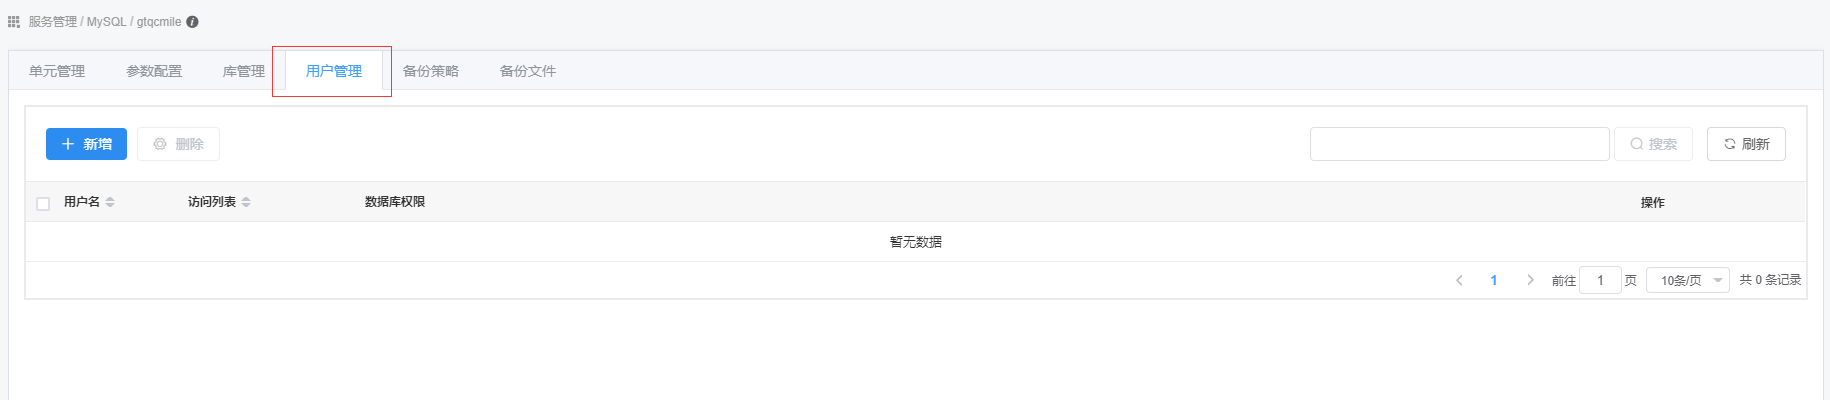 服务管理 / MySQL / gtqcmile
单元管理 参数配置 库管理 用户管理 备份策略 备份文件
新增 删除 搜索 刷新
用户名 访问列表 数据库权限 操作
暂无数据
1 前往 1 页 10条/页 共 0 条记录